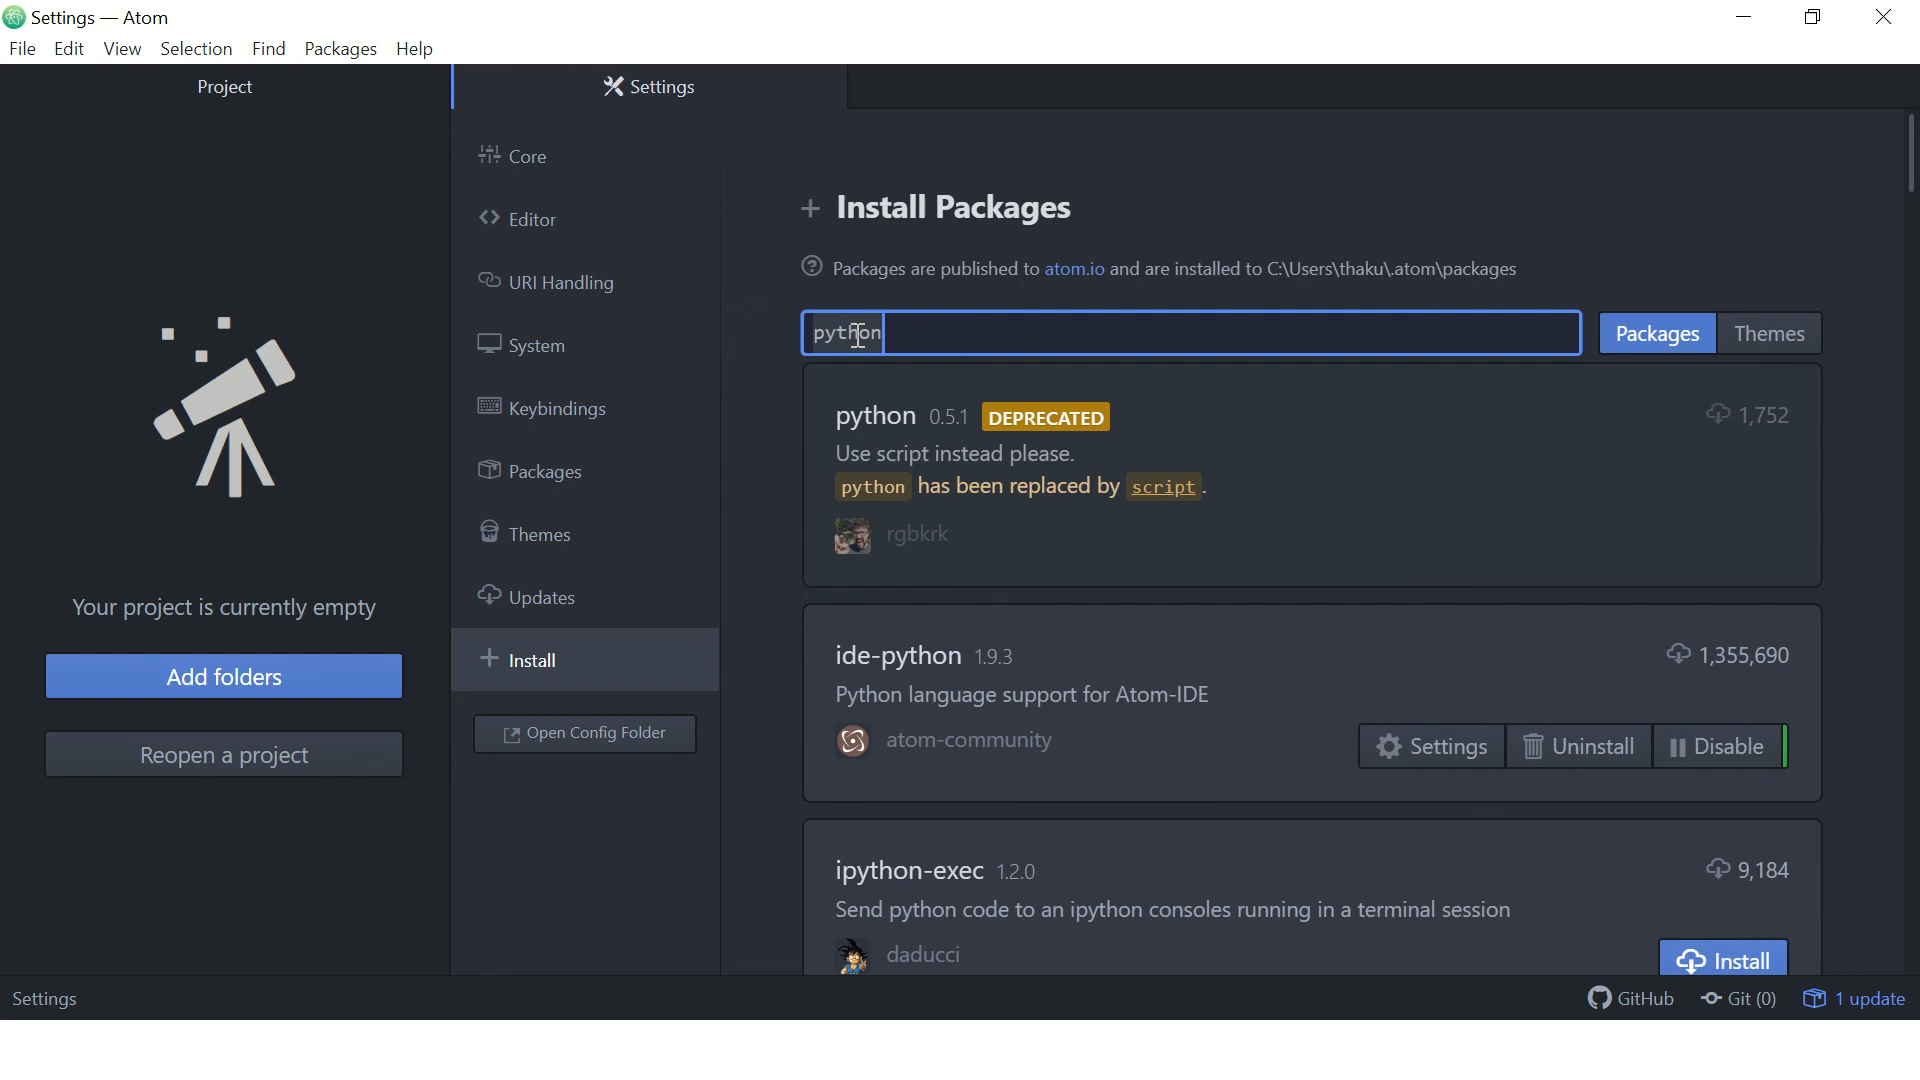 Settings — Atom
File Edit View Selection Find Packages Help
Project
Settings
Your project is currently empty
Add folders
Reopen a project
Core
Editor
URI Handling
System
Keybindings
Packages
Themes
Updates
Install
Open Config Folder
Install Packages
Packages are published to atom.io and are installed to C:\Users\thaku\.atom\packages
python
Packages Themes
python 0.5.1 DEPRECATED 1,752
Use script instead please.
python has been replaced by script.
rgbkrk
ide-python 1.9.3 1,355,690
Python language support for Atom-IDE
atom-community
Settings Uninstall Disable
ipython-exec 1.2.0 9,184
Send python code to an ipython consoles running in a terminal session
daducci
Install
Settings GitHub Git (0) 1 update